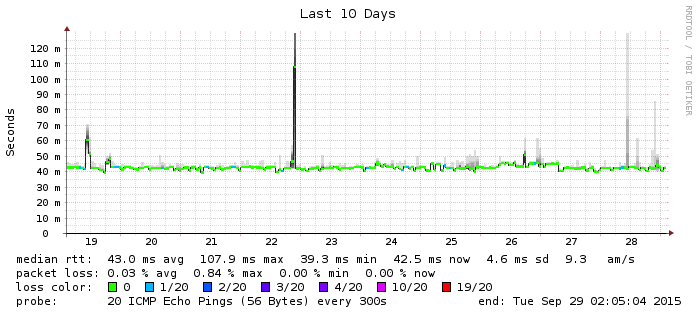 Last 10 Days
RRDTOOL / TOBI OETIKER
Seconds
120 m
110 m
100 m
90 m
80 m
70 m
60 m
50 m
40 m
30 m
20 m
10 m
0
19 20 21 22 23 24 25 26 27 28
median rtt: 43.0 ms avg 107.9 ms max 39.3 ms min 42.5 ms now 4.6 ms sd 9.3 am/s
packet loss: 0.03 % avg 0.84 % max 0.00 % min 0.00 % now
loss color: 0 1/20 2/20 3/20 4/20 10/20 19/20
probe: 20 ICMP Echo Pings (56 Bytes) every 300s end: Tue Sep 29 02:05:04 2015